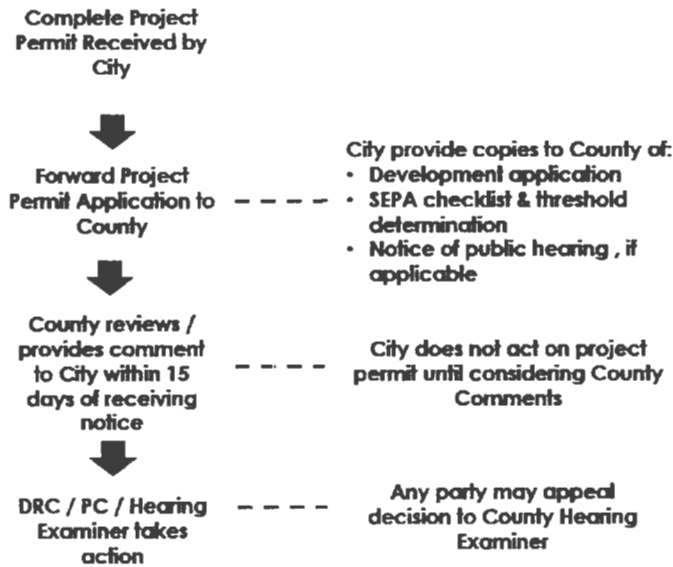 Complete Project
Permit Received by
City
Forward Project
Permit Application to
County
City provide copies to County of:
• Development application
• SEPA checklist & threshold
determination
• Notice of public hearing , if
applicable
County reviews /
provides comment
to City within 15
days of receiving
notice
City does not act on project
permit until considering County
Comments
DRC / PC / Hearing
Examiner takes
action
Any party may appeal
decision to County Hearing
Examiner